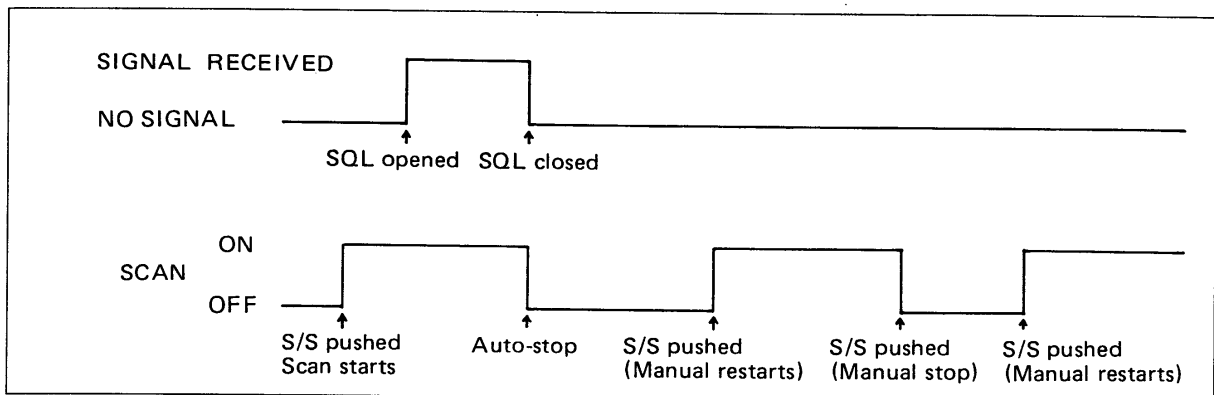 SIGNAL RECEIVED
NO SIGNAL
SQL opened SQL closed
ON
SCAN
OFF
S/S pushed
Scan starts
Auto-stop
S/S pushed
(Manual restarts)
S/S pushed
(Manual stop)
S/S pushed
(Manual restarts)